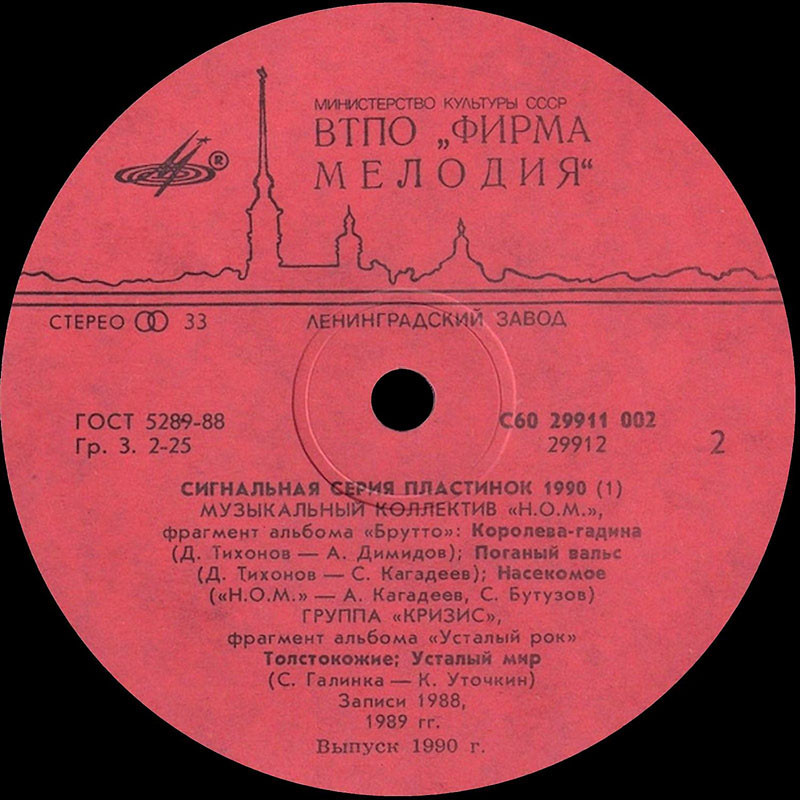 МИНИСТЕРСТВО КУЛЬТУРЫ СССР
ВТПО „ФИРМА
МЕЛОДИЯ“
®
СТЕРЕО 33
ЛЕНИНГРАДСКИЙ ЗАВОД
ГОСТ 5289-88
Гр. 3. 2-25
С60 29911 002
29912
2
СИГНАЛЬНАЯ СЕРИЯ ПЛАСТИНОК 1990 (1)
МУЗЫКАЛЬНЫЙ КОЛЛЕКТИВ «Н.О.М.»,
фрагмент альбома «Брутто»: Королева-гадина
(Д. Тихонов — А. Димидов); Поганый вальс
(Д. Тихонов — С. Кагадеев); Насекомое
(«Н.О.М.» — А. Кагадеев, С. Бутузов)
ГРУППА «КРИЗИС»,
фрагмент альбома «Усталый рок»
Толстокожие; Усталый мир
(С. Галинка — К. Уточкин)
Записи 1988,
1989 гг.
Выпуск 1990 г.